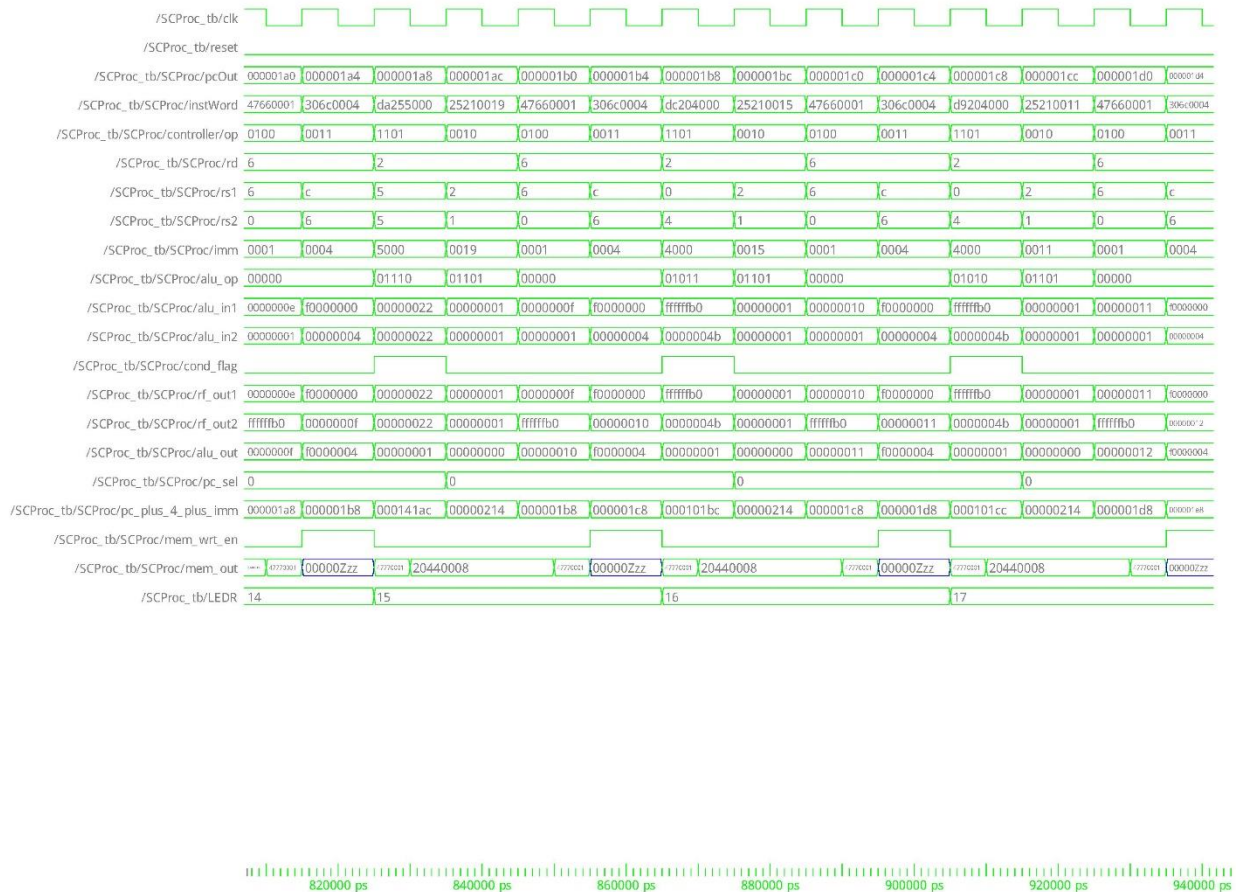 /SCProc_tb/clk
/SCProc_tb/reset
/SCProc_tb/SCProc/pcOut 000001a0 000001a4 000001a8 000001ac 000001b0 000001b4 000001b8 000001bc 000001c0 000001c4 000001c8 000001cc 000001d0 000001d4
/SCProc_tb/SCProc/instWord 47660001 306c0004 da255000 25210019 47660001 306c0004 dc204000 25210015 47660001 306c0004 d9204000 25210011 47660001 306c0004
/SCProc_tb/SCProc/controller/op 0100 0011 1101 0010 0100 0011 1101 0010 0100 0011 1101 0010 0100 0011
/SCProc_tb/SCProc/rd 6 2 6 2 6 2 6
/SCProc_tb/SCProc/rs1 6 c 5 2 6 c 0 2 6 c 0 2 6 c
/SCProc_tb/SCProc/rs2 0 6 5 1 0 6 4 1 0 6 4 1 0 6
/SCProc_tb/SCProc/imm 0001 0004 5000 0019 0001 0004 4000 0015 0001 0004 4000 0011 0001 0004
/SCProc_tb/SCProc/alu_op 00000 01110 01101 00000 01011 01101 00000 01010 01101 00000
/SCProc_tb/SCProc/alu_in1 0000000e f0000000 00000022 00000001 0000000f f0000000 ffffffb0 00000001 00000010 f0000000 ffffffb0 00000001 00000011 f0000000
/SCProc_tb/SCProc/alu_in2 00000001 00000004 00000022 00000001 00000001 00000004 0000004b 00000001 00000001 00000004 0000004b 00000001 00000001 00000004
/SCProc_tb/SCProc/cond_flag
/SCProc_tb/SCProc/rf_out1 0000000e f0000000 00000022 00000001 0000000f f0000000 ffffffb0 00000001 00000010 f0000000 ffffffb0 00000001 00000011 f0000000
/SCProc_tb/SCProc/rf_out2 ffffffb0 0000000f 00000022 00000001 ffffffb0 00000010 0000004b 00000001 ffffffb0 00000011 0000004b 00000001 ffffffb0 00000012
/SCProc_tb/SCProc/alu_out 0000000f f0000004 00000001 00000000 00000010 f0000004 00000001 00000000 00000011 f0000004 00000001 00000000 00000012 f0000004
/SCProc_tb/SCProc/pc_sel 0 0 0 0
/SCProc_tb/SCProc/pc_plus_4_plus_imm 000001a8 000001b8 000141ac 00000214 000001b8 000001c8 000101bc 00000214 000001c8 000001d8 000101cc 00000214 000001d8 000001e8
/SCProc_tb/SCProc/mem_wrt_en
/SCProc_tb/SCProc/mem_out 47770001 00000Zzz 47770001 20440008 47770001 00000Zzz 47770001 20440008 47770001 00000Zzz 47770001 20440008 47770001 00000Zzz
/SCProc_tb/LEDR 14 15 16 17
820000 ps 840000 ps 860000 ps 880000 ps 900000 ps 920000 ps 940000 ps